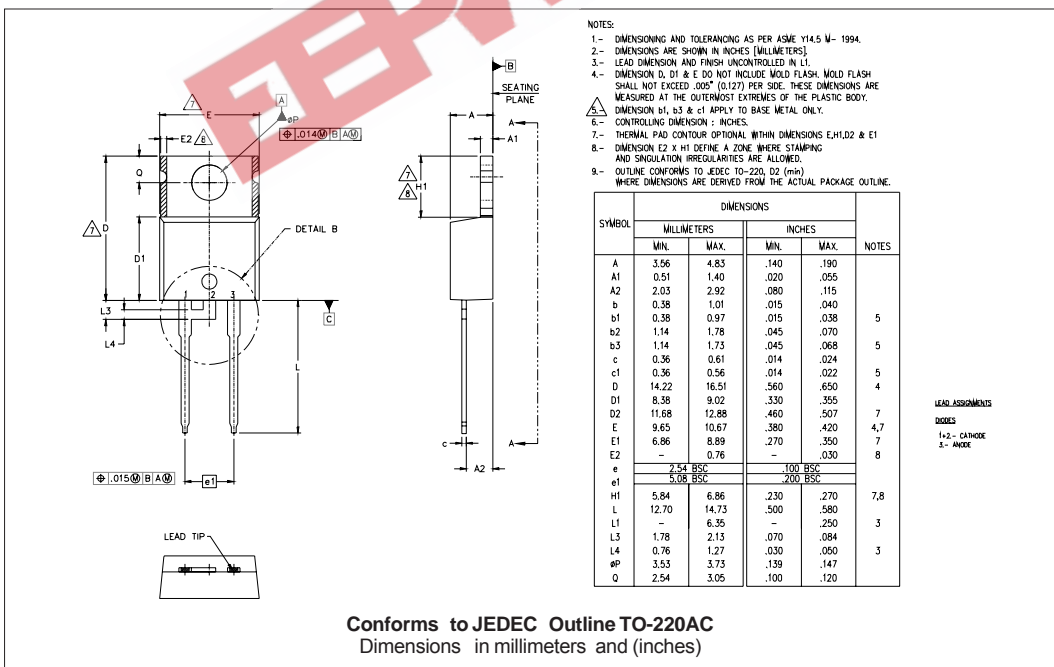 NOTES:
1.- DIMENSIONING AND TOLERANCING AS PER ASME Y14.5 M- 1994.
2.- DIMENSIONS ARE SHOWN IN INCHES [MILLIMETERS].
3.- LEAD DIMENSION AND FINISH UNCONTROLLED IN L1.
4.- DIMENSION D, D1 & E DO NOT INCLUDE MOLD FLASH. MOLD FLASH
SHALL NOT EXCEED .005" (0.127) PER SIDE. THESE DIMENSIONS ARE
MEASURED AT THE OUTERMOST EXTREMES OF THE PLASTIC BODY.
5.- DIMENSION b1, b3 & c1 APPLY TO BASE METAL ONLY.
6.- CONTROLLING DIMENSION : INCHES.
7.- THERMAL PAD CONTOUR OPTIONAL WITHIN DIMENSIONS E,H1,D2 & E1
8.- DIMENSION E2 X H1 DEFINE A ZONE WHERE STAMPING
AND SINGULATION IRREGULARITIES ARE ALLOWED.
9.- OUTLINE CONFORMS TO JEDEC TO-220, D2 (min)
WHERE DIMENSIONS ARE DERIVED FROM THE ACTUAL PACKAGE OUTLINE.
7
E
A
øP
⌖ .014Ⓜ B AⓂ
E2 8
Q
7 D
D1
DETAIL B
1 2 3
L3
L4
C
L
⌖ .015Ⓜ B AⓂ
e1
LEAD TIP
B
SEATING
PLANE
A
A
A1
7
8
H1
c
A2
A
SYMBOL DIMENSIONS NOTES
MILLIMETERS INCHES
MIN. MAX. MIN. MAX.
A 3.56 4.83 .140 .190
A1 0.51 1.40 .020 .055
A2 2.03 2.92 .080 .115
b 0.38 1.01 .015 .040
b1 0.38 0.97 .015 .038 5
b2 1.14 1.78 .045 .070
b3 1.14 1.73 .045 .068 5
c 0.36 0.61 .014 .024
c1 0.36 0.56 .014 .022 5
D 14.22 16.51 .560 .650 4
D1 8.38 9.02 .330 .355
D2 11.68 12.88 .460 .507 7
E 9.65 10.67 .380 .420 4,7
E1 6.86 8.89 .270 .350 7
E2 – 0.76 – .030 8
e 2.54 BSC .100 BSC
e1 5.08 BSC .200 BSC
H1 5.84 6.86 .230 .270 7,8
L 12.70 14.73 .500 .580
L1 – 6.35 – .250 3
L3 1.78 2.13 .070 .084
L4 0.76 1.27 .030 .050 3
øP 3.53 3.73 .139 .147
Q 2.54 3.05 .100 .120
LEAD ASSIGNMENTS
DIODES
1+2.- CATHODE
3.- ANODE
Conforms to JEDEC Outline TO-220AC
Dimensions in millimeters and (inches)